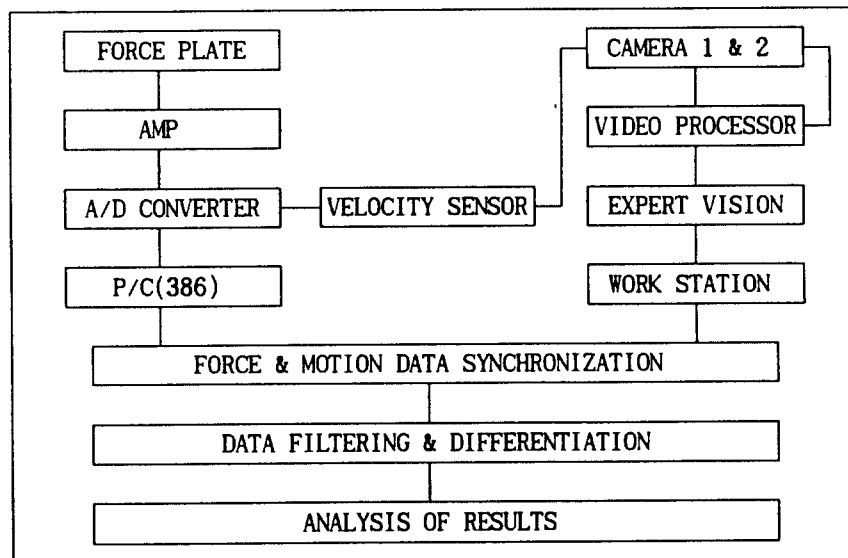 FORCE PLATE
CAMERA 1 & 2
AMP
VIDEO PROCESSOR
A/D CONVERTER
VELOCITY SENSOR
EXPERT VISION
P/C(386)
WORK STATION
FORCE & MOTION DATA SYNCHRONIZATION
DATA FILTERING & DIFFERENTIATION
ANALYSIS OF RESULTS